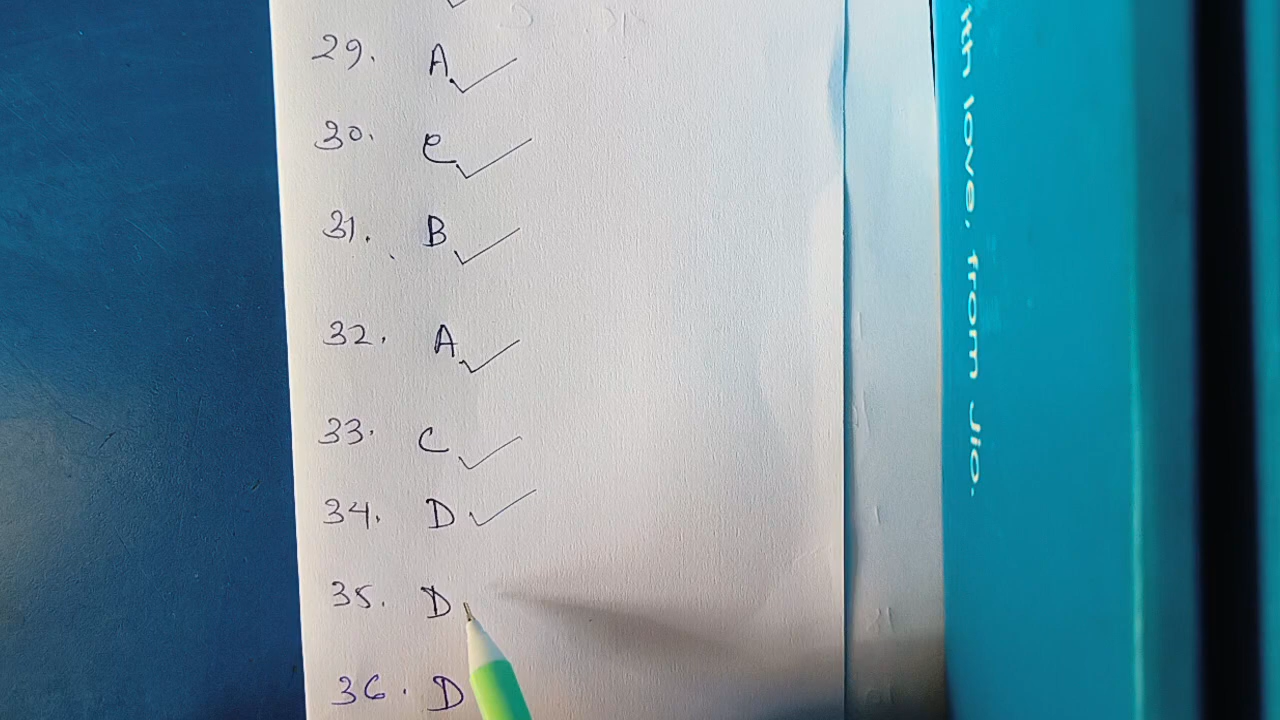 29. A
30. C
31. B
32. A
33. C
34. D
35. D
36. D
ith love, from Jio.